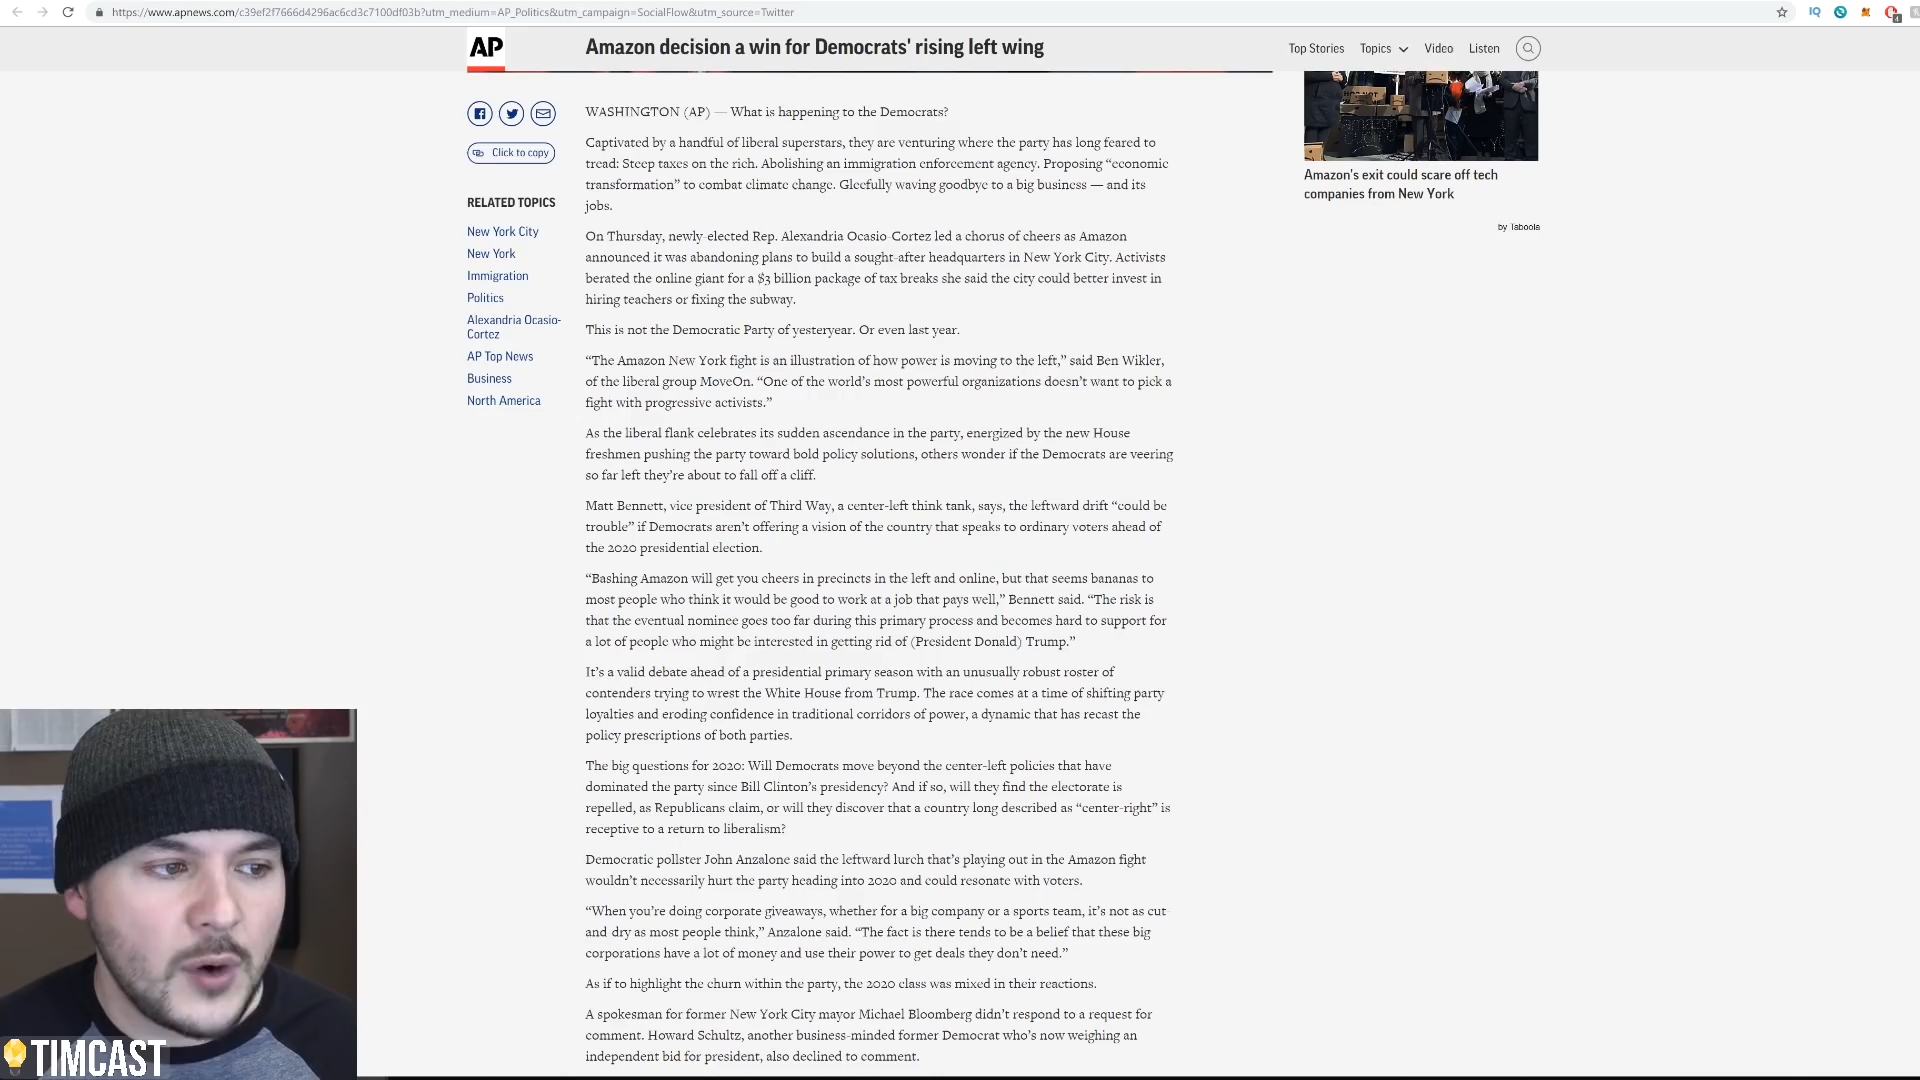 https://www.apnews.com/c39ef2f7666d4296ac6cd3c7100df03b?utm_medium=AP_Politics&utm_campaign=SocialFlow&utm_source=Twitter
IQ
AP
Amazon decision a win for Democrats' rising left wing
Top Stories
Topics
Video
Listen
Click to copy
RELATED TOPICS
New York City
New York
Immigration
Politics
Alexandria Ocasio-
Cortez
AP Top News
Business
North America
WASHINGTON (AP) — What is happening to the Democrats?
Captivated by a handful of liberal superstars, they are venturing where the party has long feared to
tread: Steep taxes on the rich. Abolishing an immigration enforcement agency. Proposing “economic
transformation” to combat climate change. Gleefully waving goodbye to a big business — and its
jobs.
On Thursday, newly-elected Rep. Alexandria Ocasio-Cortez led a chorus of cheers as Amazon
announced it was abandoning plans to build a sought-after headquarters in New York City. Activists
berated the online giant for a $3 billion package of tax breaks she said the city could better invest in
hiring teachers or fixing the subway.
This is not the Democratic Party of yesteryear. Or even last year.
“The Amazon New York fight is an illustration of how power is moving to the left,” said Ben Wikler,
of the liberal group MoveOn. “One of the world’s most powerful organizations doesn’t want to pick a
fight with progressive activists.”
As the liberal flank celebrates its sudden ascendance in the party, energized by the new House
freshmen pushing the party toward bold policy solutions, others wonder if the Democrats are veering
so far left they’re about to fall off a cliff.
Matt Bennett, vice president of Third Way, a center-left think tank, says, the leftward drift “could be
trouble” if Democrats aren’t offering a vision of the country that speaks to ordinary voters ahead of
the 2020 presidential election.
“Bashing Amazon will get you cheers in precincts in the left and online, but that seems bananas to
most people who think it would be good to work at a job that pays well,” Bennett said. “The risk is
that the eventual nominee goes too far during this primary process and becomes hard to support for
a lot of people who might be interested in getting rid of (President Donald) Trump.”
It’s a valid debate ahead of a presidential primary season with an unusually robust roster of
contenders trying to wrest the White House from Trump. The race comes at a time of shifting party
loyalties and eroding confidence in traditional corridors of power, a dynamic that has recast the
policy prescriptions of both parties.
The big questions for 2020: Will Democrats move beyond the center-left policies that have
dominated the party since Bill Clinton’s presidency? And if so, will they find the electorate is
repelled, as Republicans claim, or will they discover that a country long described as “center-right” is
receptive to a return to liberalism?
Democratic pollster John Anzalone said the leftward lurch that’s playing out in the Amazon fight
wouldn’t necessarily hurt the party heading into 2020 and could resonate with voters.
“When you’re doing corporate giveaways, whether for a big company or a sports team, it’s not as cut-
and-dry as most people think,” Anzalone said. “The fact is there tends to be a belief that these big
corporations have a lot of money and use their power to get deals they don’t need.”
As if to highlight the churn within the party, the 2020 class was mixed in their reactions.
A spokesman for former New York City mayor Michael Bloomberg didn’t respond to a request for
comment. Howard Schultz, another business-minded former Democrat who’s now weighing an
independent bid for president, also declined to comment.
Amazon's exit could scare off tech
companies from New York
by Taboola
TIMCAST